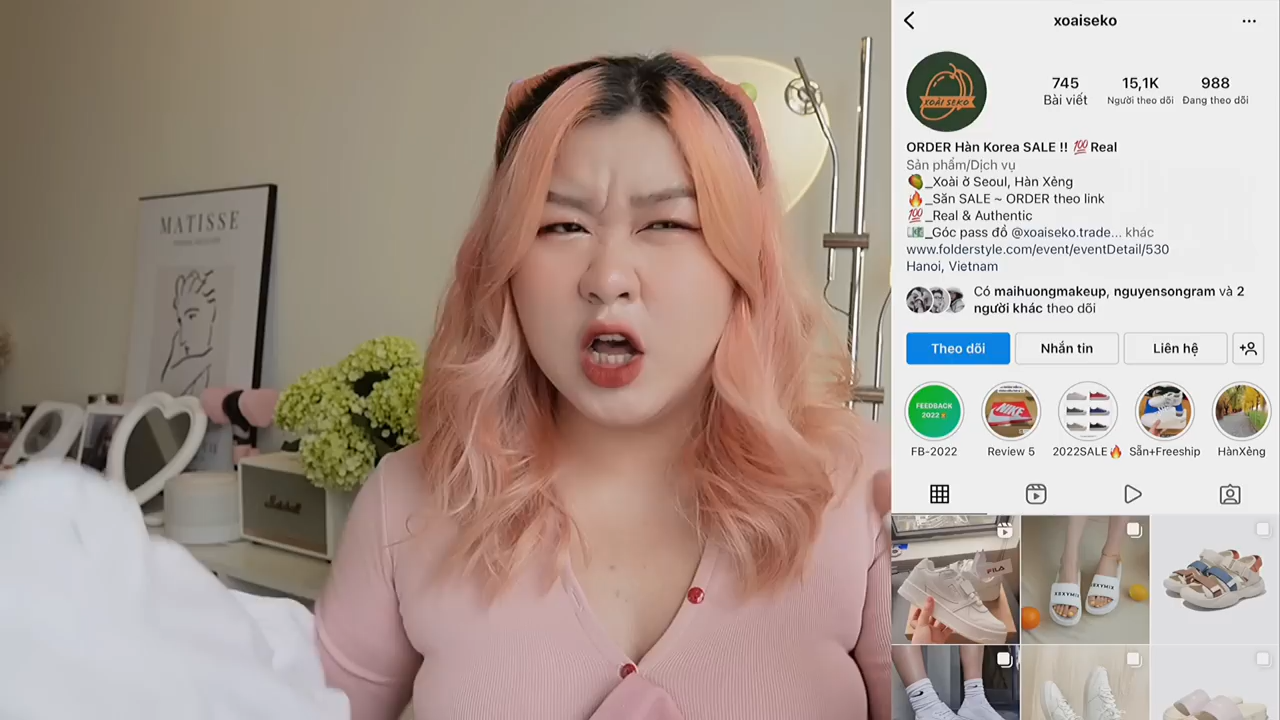 MATISSE
Marshall
xoaiseko
XOÀI SEKO
745
Bài viết
15,1K
Người theo dõi
988
Đang theo dõi
ORDER Hàn Korea SALE !! 💯Real
Sản phẩm/Dịch vụ
🥭_Xoài ở Seoul, Hàn Xẻng
🔥_Săn SALE ~ ORDER theo link
💯_Real & Authentic
💵_Góc pass đồ @xoaiseko.trade... khác
www.folderstyle.com/event/eventDetail/530
Hanoi, Vietnam
Có maihuongmakeup, nguyensongram và 2
người khác theo dõi
Theo dõi
Nhắn tin
Liên hệ
FEEDBACK
2022
NIKE
FB-2022
Review 5
2022SALE🔥
Sẵn+Freeship
HànXẻng
FILA
XEXYMIX
XEXYMIX